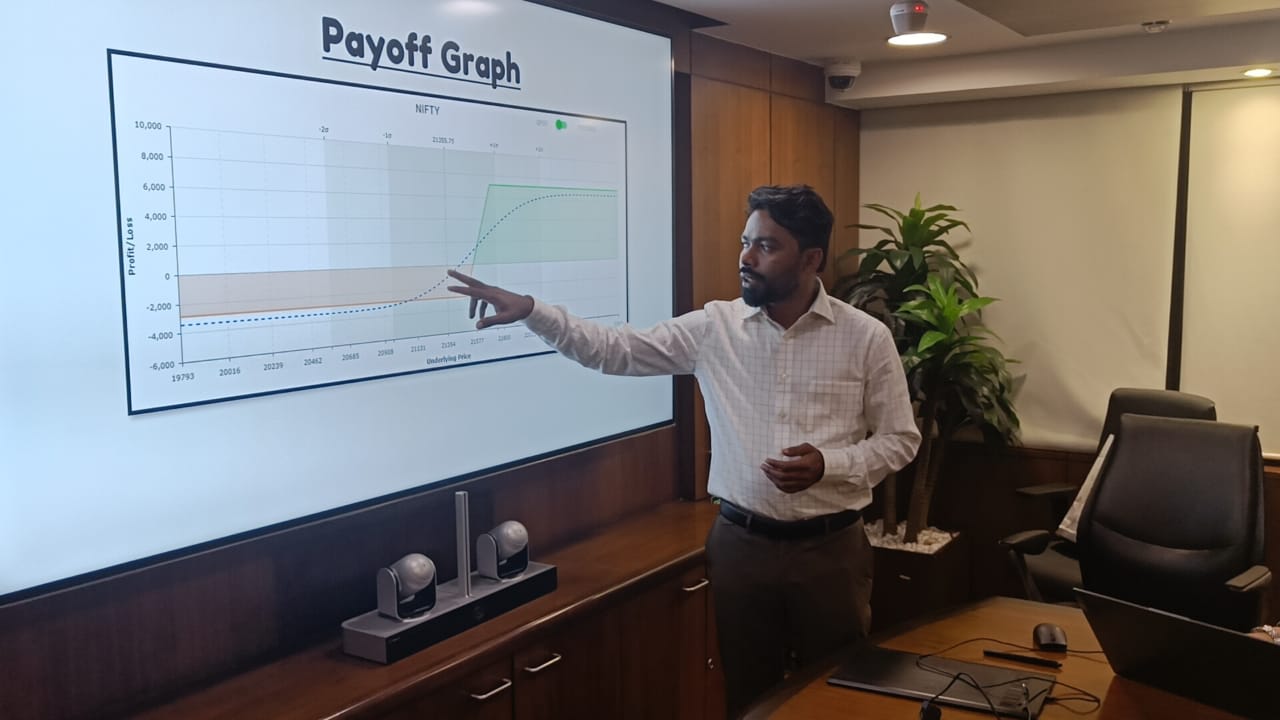 Payoff Graph
NIFTY
-2σ -1σ 21355.75 +1σ +2σ
10,000
8,000
6,000
4,000
2,000
0
-2,000
-4,000
-6,000
Profit/Loss
19793 20016 20239 20462 20685 20908 21131 21354 21577 21800
Underlying Price